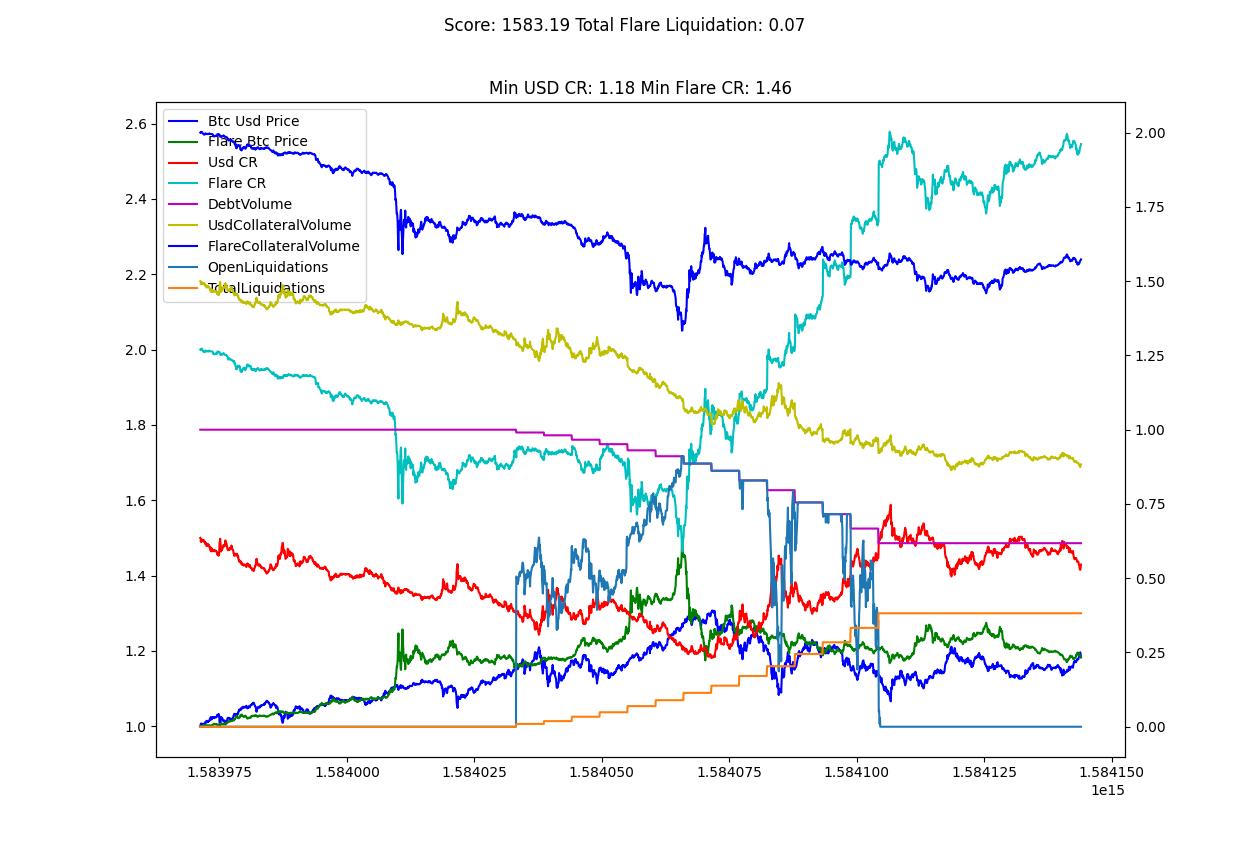 Score: 1583.19 Total Flare Liquidation: 0.07
Min USD CR: 1.18 Min Flare CR: 1.46
Btc Usd Price
Flare Btc Price
Usd CR
Flare CR
DebtVolume
UsdCollateralVolume
FlareCollateralVolume
OpenLiquidations
TotalLiquidations
2.6
2.4
2.2
2.0
1.8
1.6
1.4
1.2
1.0
2.00
1.75
1.50
1.25
1.00
0.75
0.50
0.25
0.00
1.583975 1.584000 1.584025 1.584050 1.584075 1.584100 1.584125 1.584150
1e15